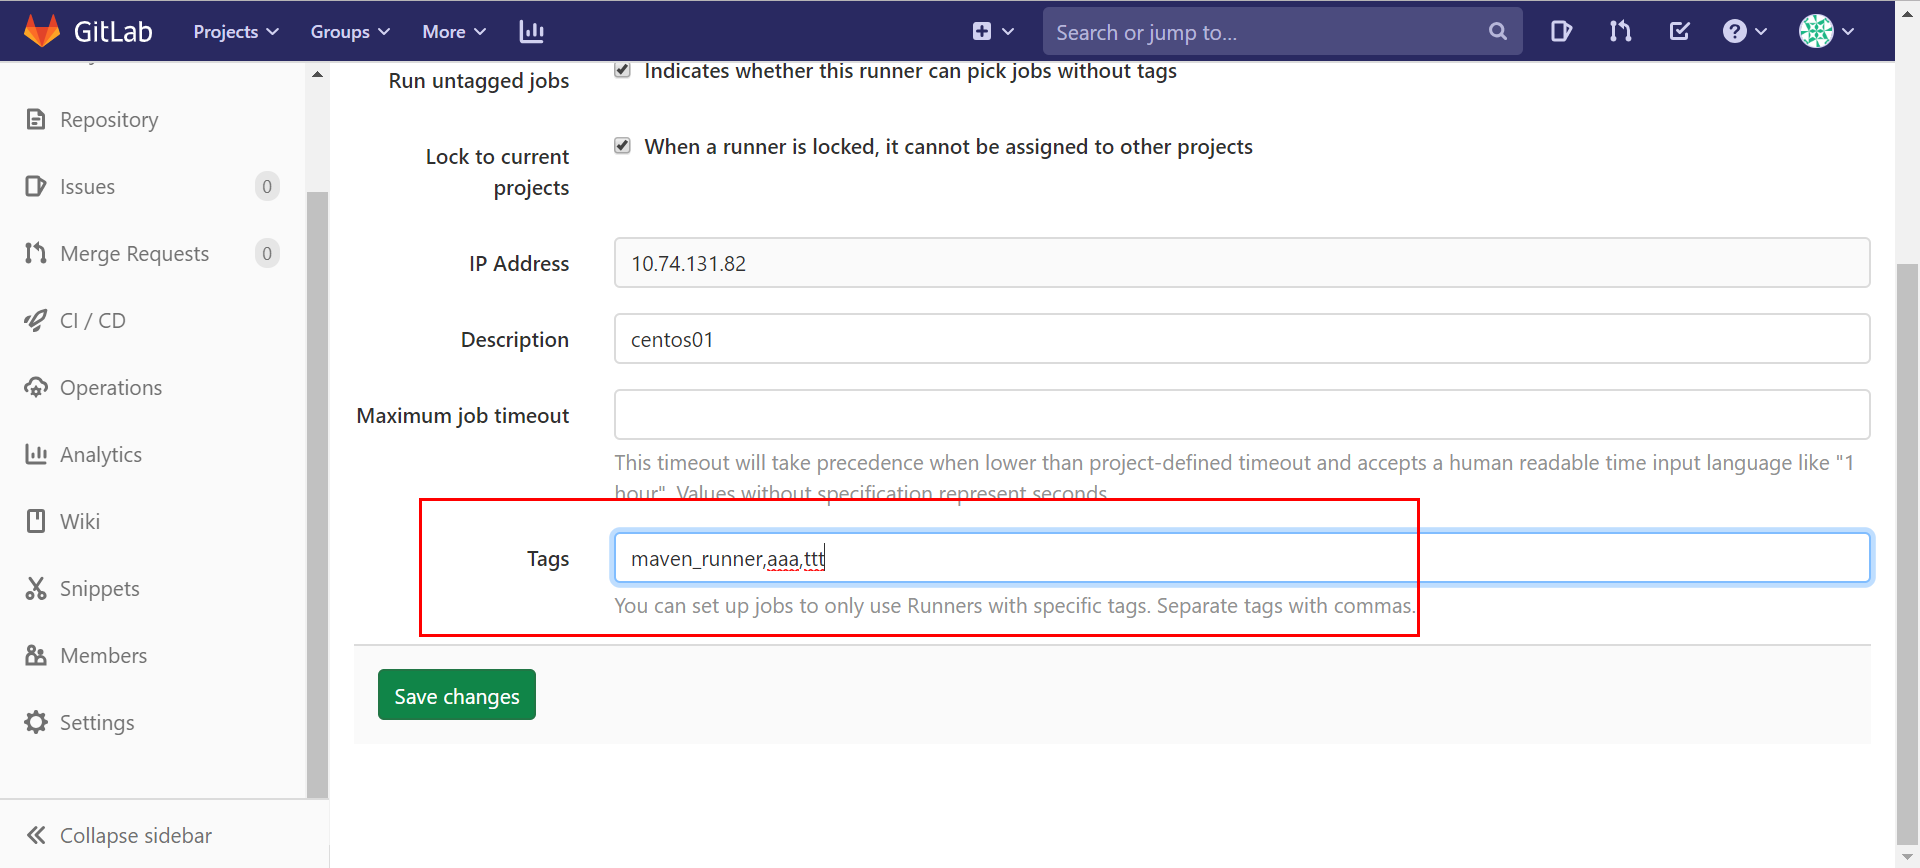 GitLab Projects Groups More Search or jump to...
Repository
Issues 0
Merge Requests 0
CI / CD
Operations
Analytics
Wiki
Snippets
Members
Settings
Collapse sidebar
Run untagged jobs
Indicates whether this runner can pick jobs without tags
Lock to current
projects
When a runner is locked, it cannot be assigned to other projects
IP Address
10.74.131.82
Description
centos01
Maximum job timeout
This timeout will take precedence when lower than project-defined timeout and accepts a human readable time input language like "1
hour". Values without specification represent seconds.
Tags
maven_runner,aaa,ttt
You can set up jobs to only use Runners with specific tags. Separate tags with commas.
Save changes